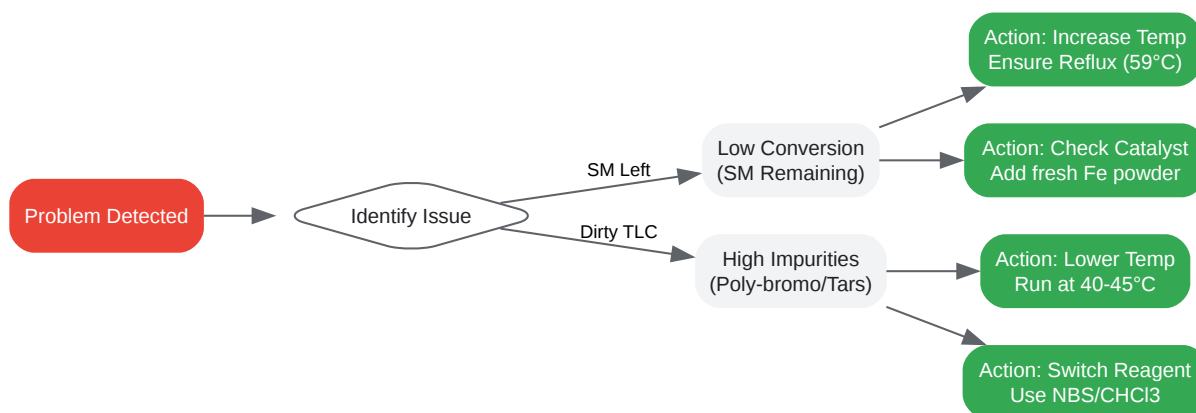 Problem Detected
Identify Issue
SM Left
Dirty TLC
Low Conversion
(SM Remaining)
High Impurities
(Poly-bromo/Tars)
Action: Increase Temp
Ensure Reflux (59°C)
Action: Check Catalyst
Add fresh Fe powder
Action: Lower Temp
Run at 40-45°C
Action: Switch Reagent
Use NBS/CHCl3